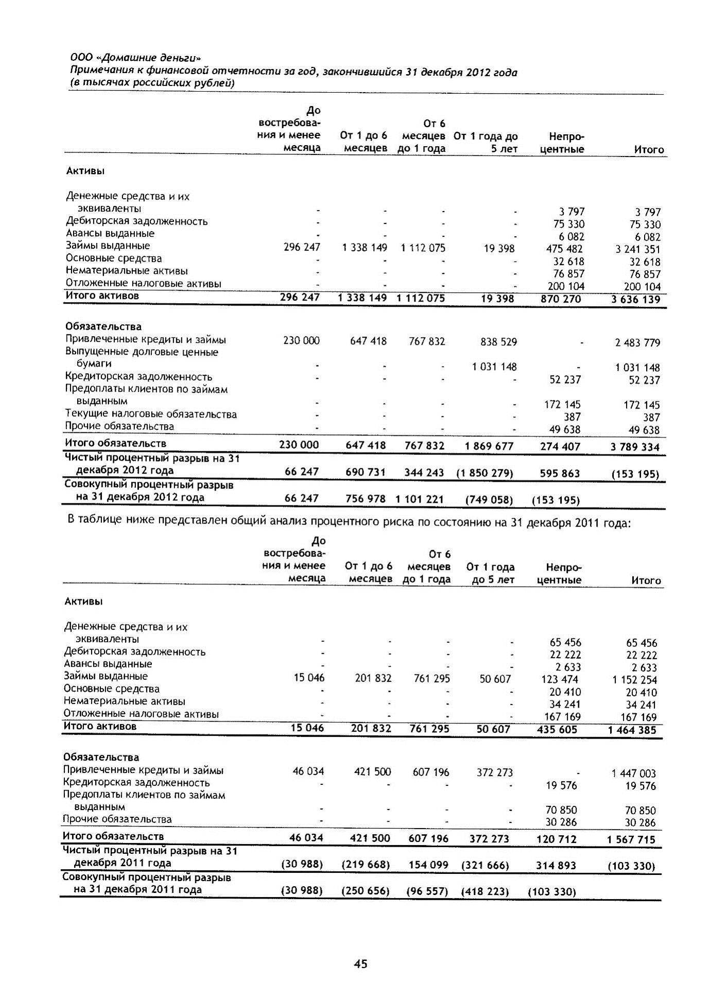 ООО «Домашние деньги»
Примечания к финансовой отчетности за год, закончившийся 31 декабря 2012 года
(в тысячах российских рублей)
До
востребова-
От 6
ния и менее От 1 до 6 месяцев От 1 года до Непро-
месяца месяцев до 1 года 5 лет центные Итого
Активы
Денежные средства и их
эквиваленты - - - - 3 797 3 797
Дебиторская задолженность - - - - 75 330 75 330
Авансы выданные - - - - 6 082 6 082
Займы выданные 296 247 1 338 149 1 112 075 19 398 475 482 3 241 351
Основные средства - - - - 32 618 32 618
Нематериальные активы - - - - 76 857 76 857
Отложенные налоговые активы - - - - 200 104 200 104
Итого активов 296 247 1 338 149 1 112 075 19 398 870 270 3 636 139
Обязательства
Привлеченные кредиты и займы 230 000 647 418 767 832 838 529 - 2 483 779
Выпущенные долговые ценные
бумаги - - - 1 031 148 - 1 031 148
Кредиторская задолженность - - - - 52 237 52 237
Предоплаты клиентов по займам
выданным - - - - 172 145 172 145
Текущие налоговые обязательства - - - - 387 387
Прочие обязательства - - - - 49 638 49 638
Итого обязательств 230 000 647 418 767 832 1 869 677 274 407 3 789 334
Чистый процентный разрыв на 31
декабря 2012 года 66 247 690 731 344 243 (1 850 279) 595 863 (153 195)
Совокупный процентный разрыв
на 31 декабря 2012 года 66 247 756 978 1 101 221 (749 058) (153 195)
В таблице ниже представлен общий анализ процентного риска по состоянию на 31 декабря 2011 года:
До
востребова-
От 6
ния и менее От 1 до 6 месяцев От 1 года Непро-
месяца месяцев до 1 года до 5 лет центные Итого
Активы
Денежные средства и их
эквиваленты - - - - 65 456 65 456
Дебиторская задолженность - - - - 22 222 22 222
Авансы выданные - - - - 2 633 2 633
Займы выданные 15 046 201 832 761 295 50 607 123 474 1 152 254
Основные средства - - - - 20 410 20 410
Нематериальные активы - - - - 34 241 34 241
Отложенные налоговые активы - - - - 167 169 167 169
Итого активов 15 046 201 832 761 295 50 607 435 605 1 464 385
Обязательства
Привлеченные кредиты и займы 46 034 421 500 607 196 372 273 - 1 447 003
Кредиторская задолженность - - - - 19 576 19 576
Предоплаты клиентов по займам
выданным - - - - 70 850 70 850
Прочие обязательства - - - - 30 286 30 286
Итого обязательств 46 034 421 500 607 196 372 273 120 712 1 567 715
Чистый процентный разрыв на 31
декабря 2011 года (30 988) (219 668) 154 099 (321 666) 314 893 (103 330)
Совокупный процентный разрыв
на 31 декабря 2011 года (30 988) (250 656) (96 557) (418 223) (103 330)
45